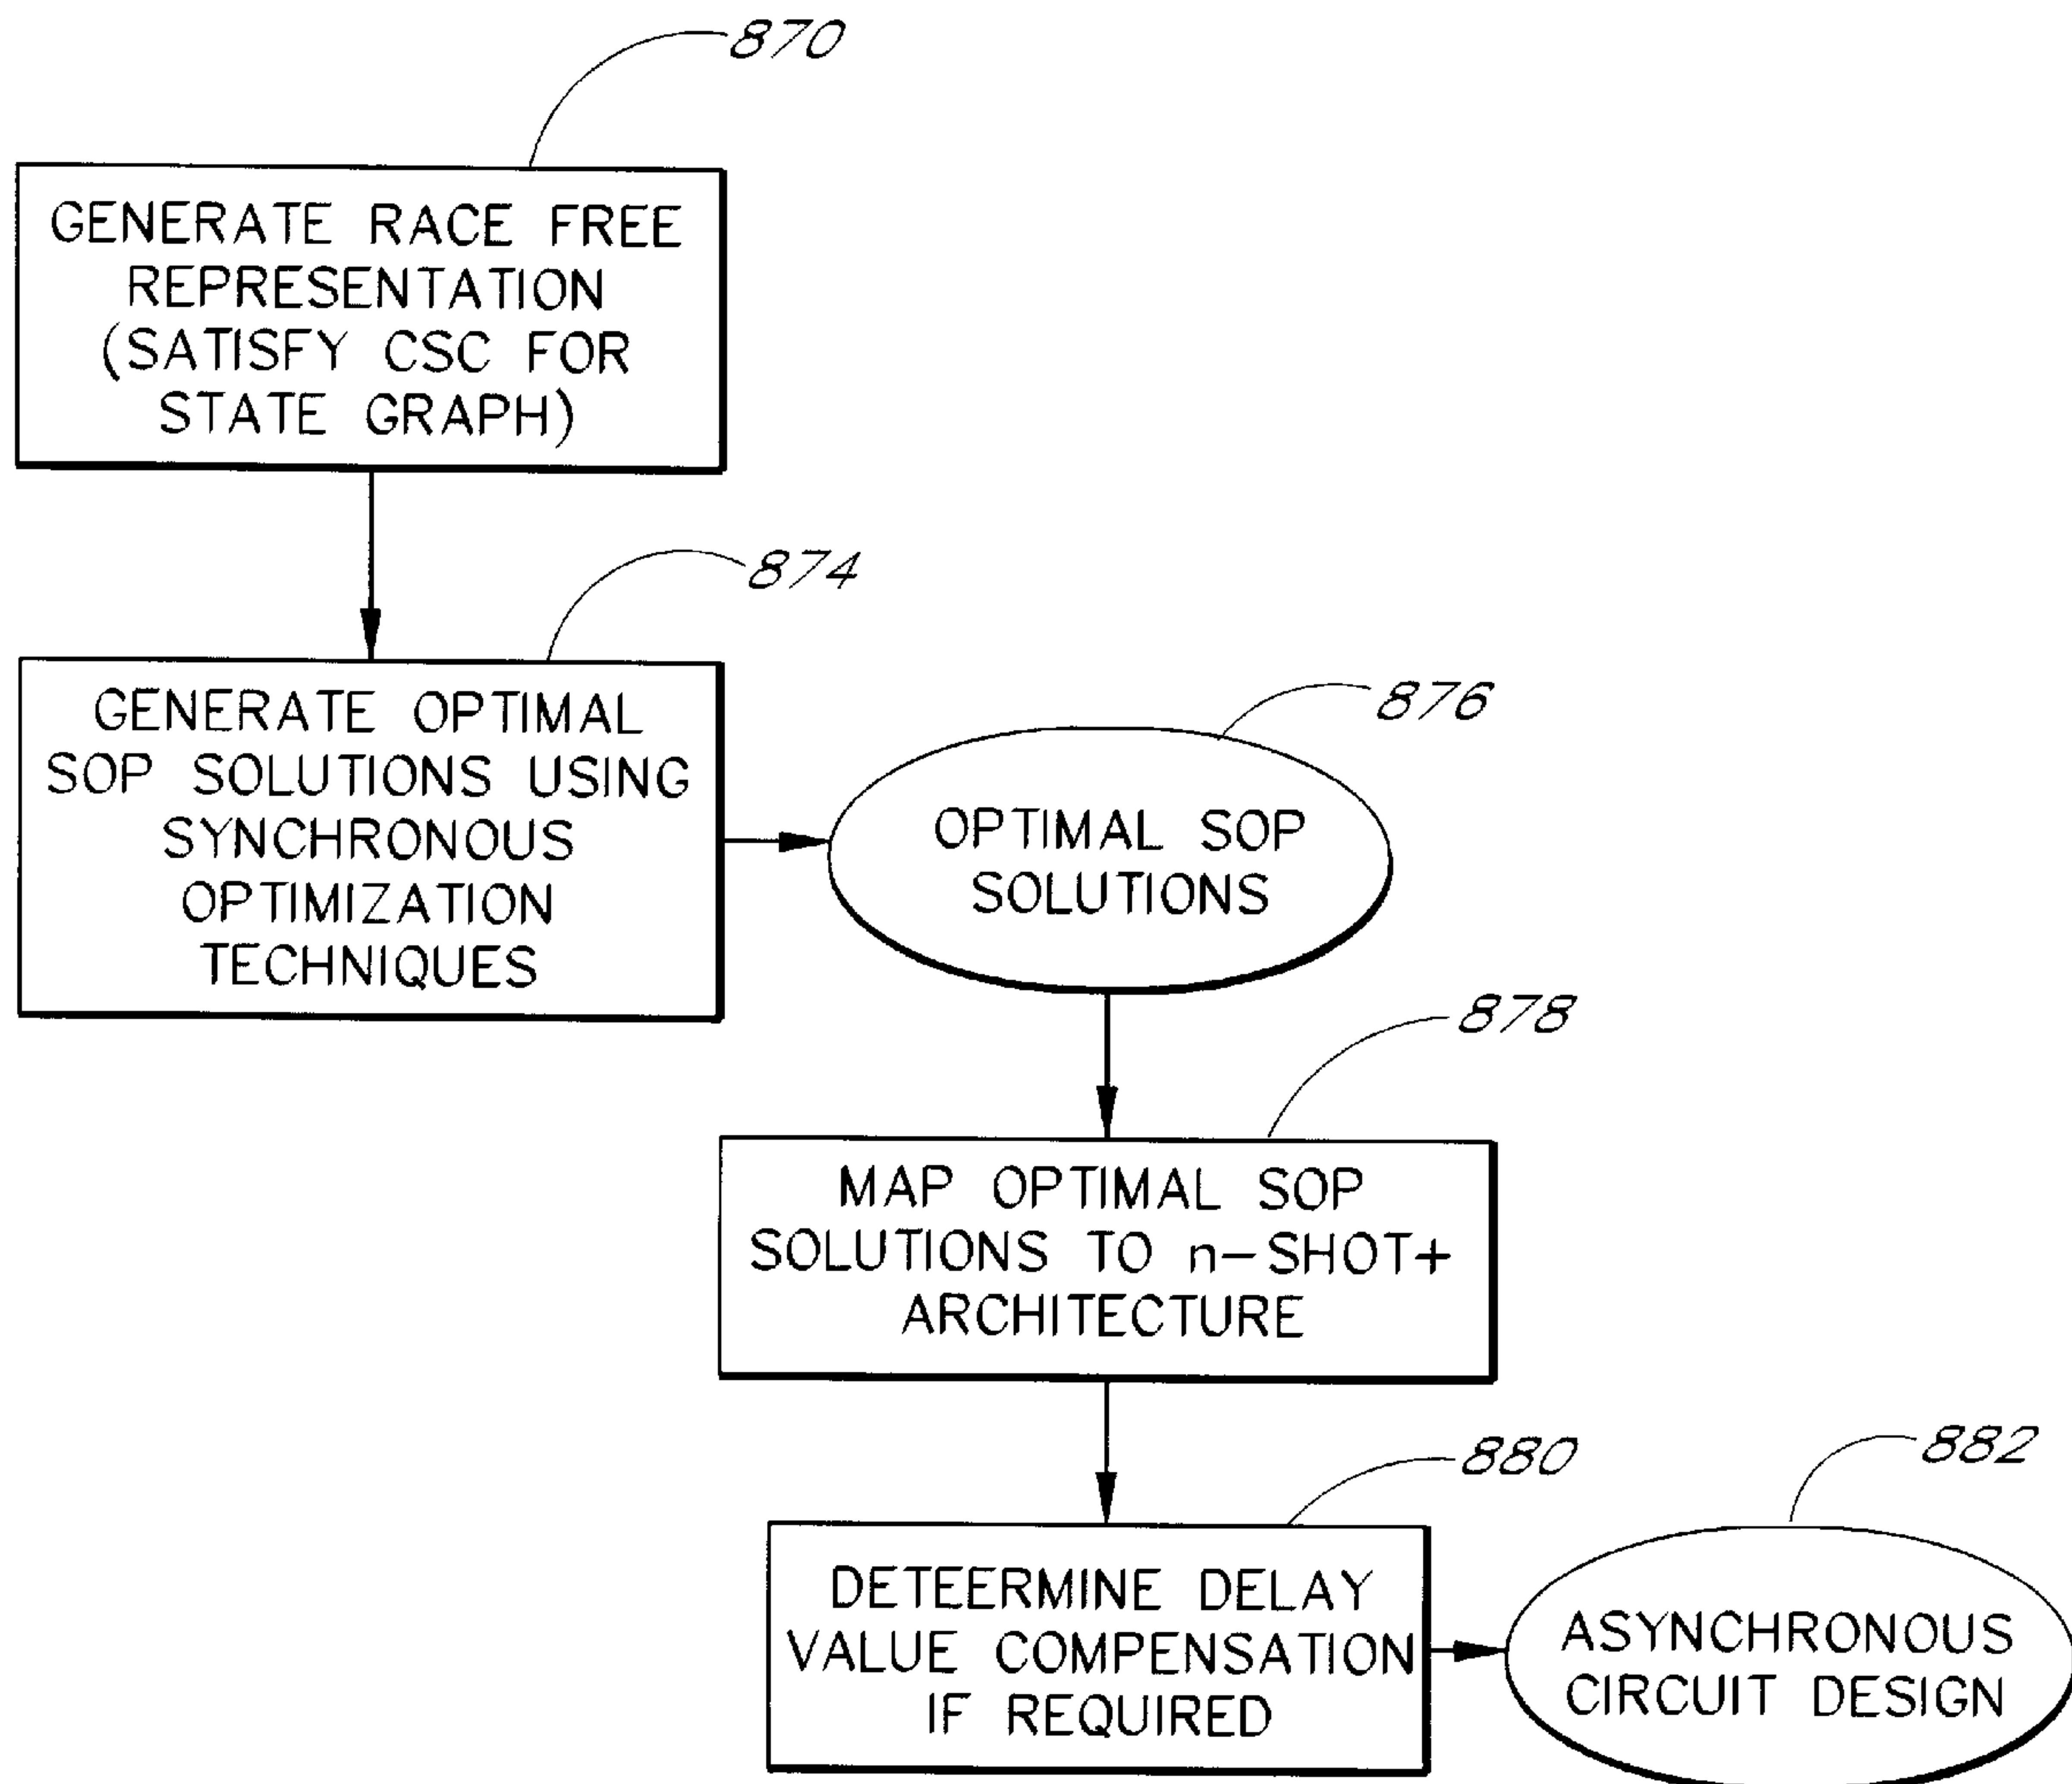 870
GENERATE RACE FREE
REPRESENTATION
(SATISFY CSC FOR
STATE GRAPH)
874
GENERATE OPTIMAL
SOP SOLUTIONS USING
SYNCHRONOUS
OPTIMIZATION
TECHNIQUES
876
OPTIMAL SOP
SOLUTIONS
878
MAP OPTIMAL SOP
SOLUTIONS TO n-SHOT+
ARCHITECTURE
880
DETEERMINE DELAY
VALUE COMPENSATION
IF REQUIRED
882
ASYNCHRONOUS
CIRCUIT DESIGN